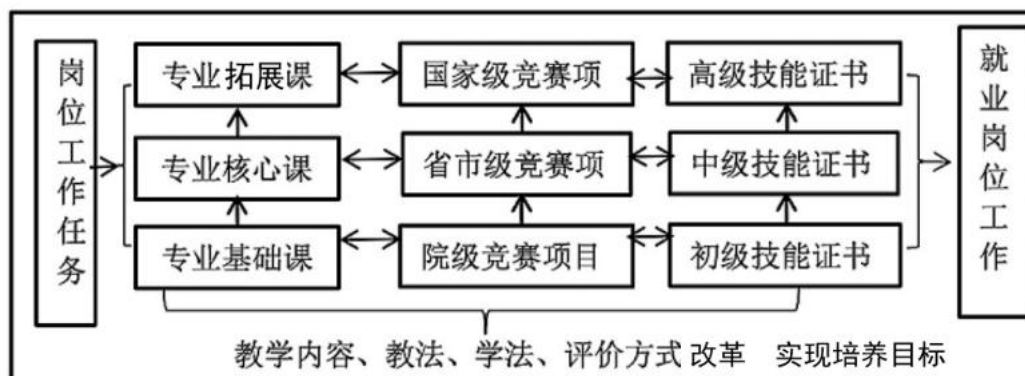 岗位工作任务
专业拓展课
国家级竞赛项
高级技能证书
专业核心课
省市级竞赛项
中级技能证书
专业基础课
院级竞赛项目
初级技能证书
就业岗位工作
教学内容、教法、学法、评价方式改革 实现培养目标